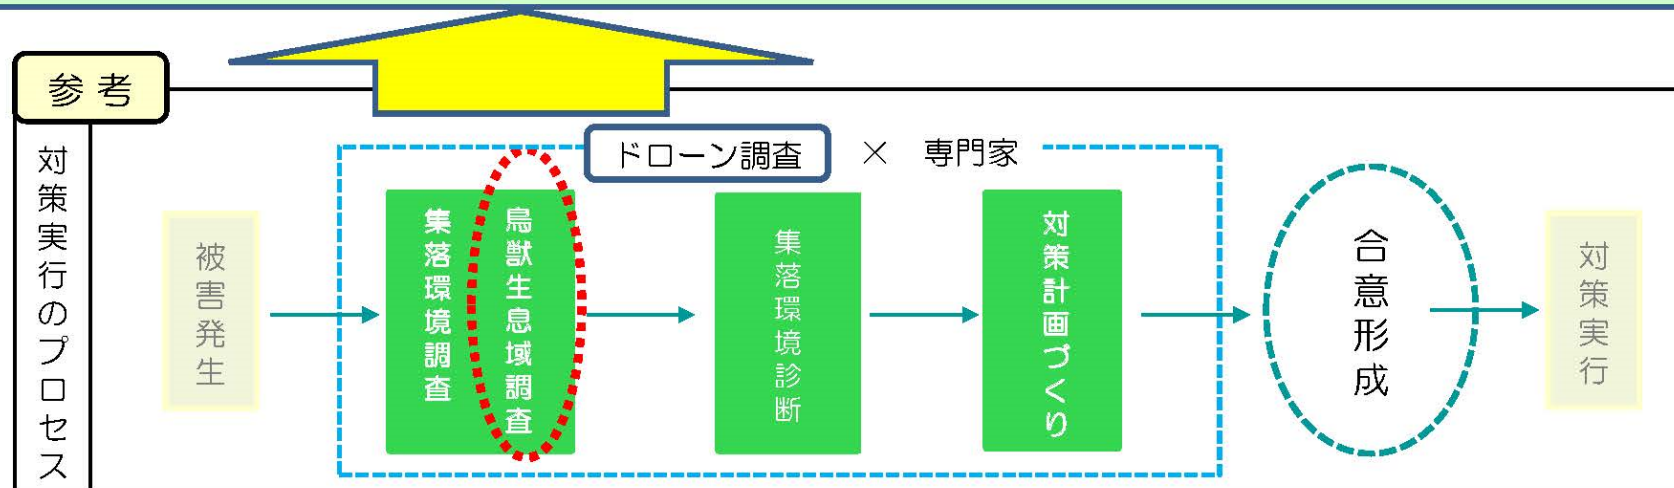 参考
対策実行のプロセス
ドローン調査 × 専門家
被害発生
集落環境調査
鳥獣生息域調査
集落環境診断
対策計画づくり
合意形成
対策実行